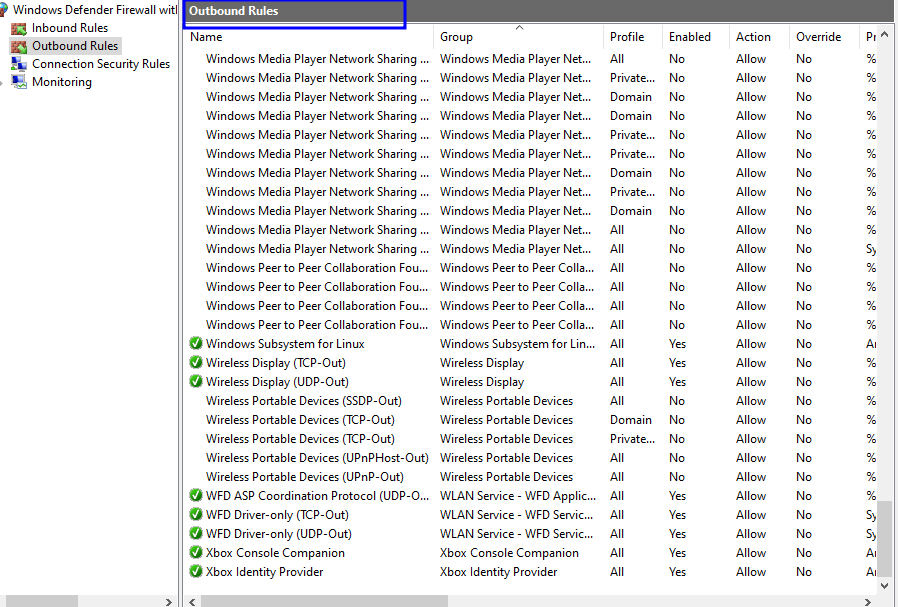 Windows Defender Firewall with
Inbound Rules
Outbound Rules
Connection Security Rules
Monitoring
Outbound Rules
Name Group Profile Enabled Action Override Pr
Windows Media Player Network Sharing ... Windows Media Player Net... All No Allow No %
Windows Media Player Network Sharing ... Windows Media Player Net... Private... No Allow No %
Windows Media Player Network Sharing ... Windows Media Player Net... Domain No Allow No %
Windows Media Player Network Sharing ... Windows Media Player Net... Domain No Allow No %
Windows Media Player Network Sharing ... Windows Media Player Net... Private... No Allow No %
Windows Media Player Network Sharing ... Windows Media Player Net... Private... No Allow No %
Windows Media Player Network Sharing ... Windows Media Player Net... Domain No Allow No %
Windows Media Player Network Sharing ... Windows Media Player Net... Private... No Allow No %
Windows Media Player Network Sharing ... Windows Media Player Net... Domain No Allow No %
Windows Media Player Network Sharing ... Windows Media Player Net... All No Allow No %
Windows Media Player Network Sharing ... Windows Media Player Net... All No Allow No Sy
Windows Peer to Peer Collaboration Fou... Windows Peer to Peer Colla... All No Allow No %
Windows Peer to Peer Collaboration Fou... Windows Peer to Peer Colla... All No Allow No %
Windows Peer to Peer Collaboration Fou... Windows Peer to Peer Colla... All No Allow No %
Windows Peer to Peer Collaboration Fou... Windows Peer to Peer Colla... All No Allow No %
Windows Subsystem for Linux Windows Subsystem for Lin... All Yes Allow No An
Wireless Display (TCP-Out) Wireless Display All Yes Allow No %
Wireless Display (UDP-Out) Wireless Display All Yes Allow No %
Wireless Portable Devices (SSDP-Out) Wireless Portable Devices All No Allow No %
Wireless Portable Devices (TCP-Out) Wireless Portable Devices Domain No Allow No %
Wireless Portable Devices (TCP-Out) Wireless Portable Devices Private... No Allow No %
Wireless Portable Devices (UPnPHost-Out) Wireless Portable Devices All No Allow No %
Wireless Portable Devices (UPnP-Out) Wireless Portable Devices All No Allow No %
WFD ASP Coordination Protocol (UDP-O... WLAN Service - WFD Applic... All Yes Allow No %
WFD Driver-only (TCP-Out) WLAN Service - WFD Servic... All Yes Allow No Sy
WFD Driver-only (UDP-Out) WLAN Service - WFD Servic... All Yes Allow No Sy
Xbox Console Companion Xbox Console Companion All Yes Allow No An
Xbox Identity Provider Xbox Identity Provider All Yes Allow No An